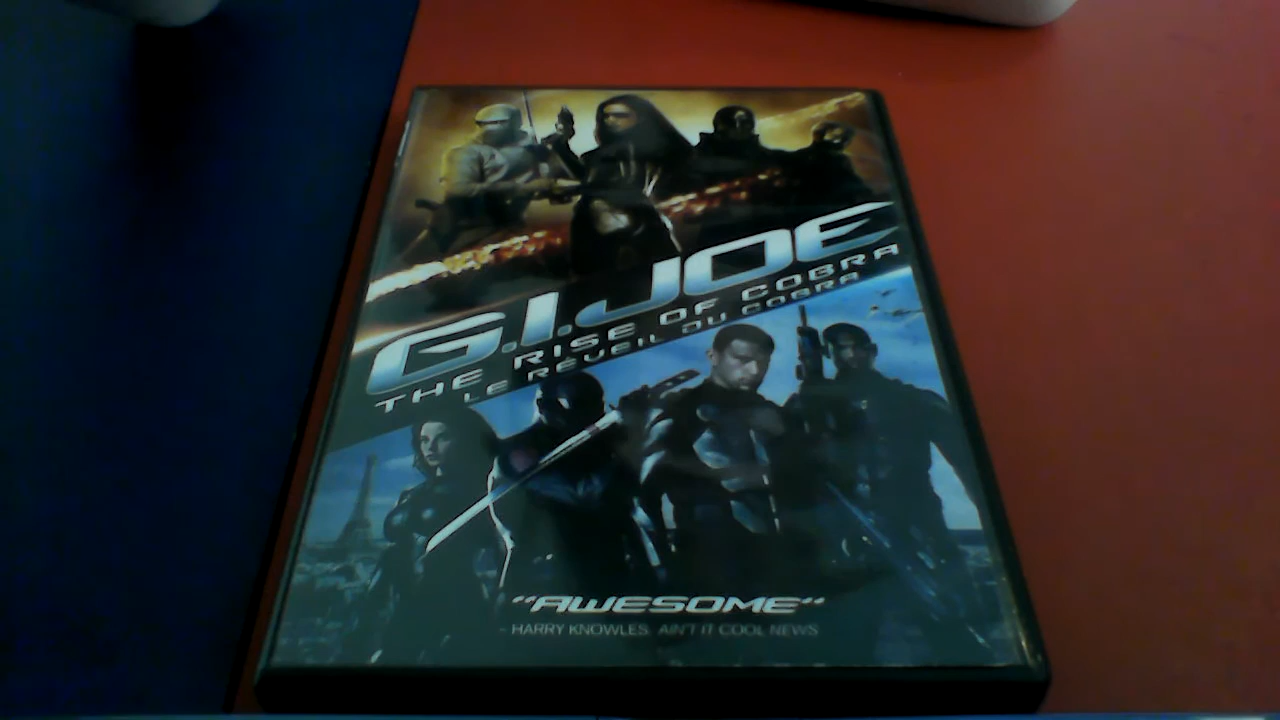 G.I.JOE
THE RISE OF COBRA
LE RÉVEIL DU COBRA
"AWESOME"
- HARRY KNOWLES, AIN'T IT COOL NEWS